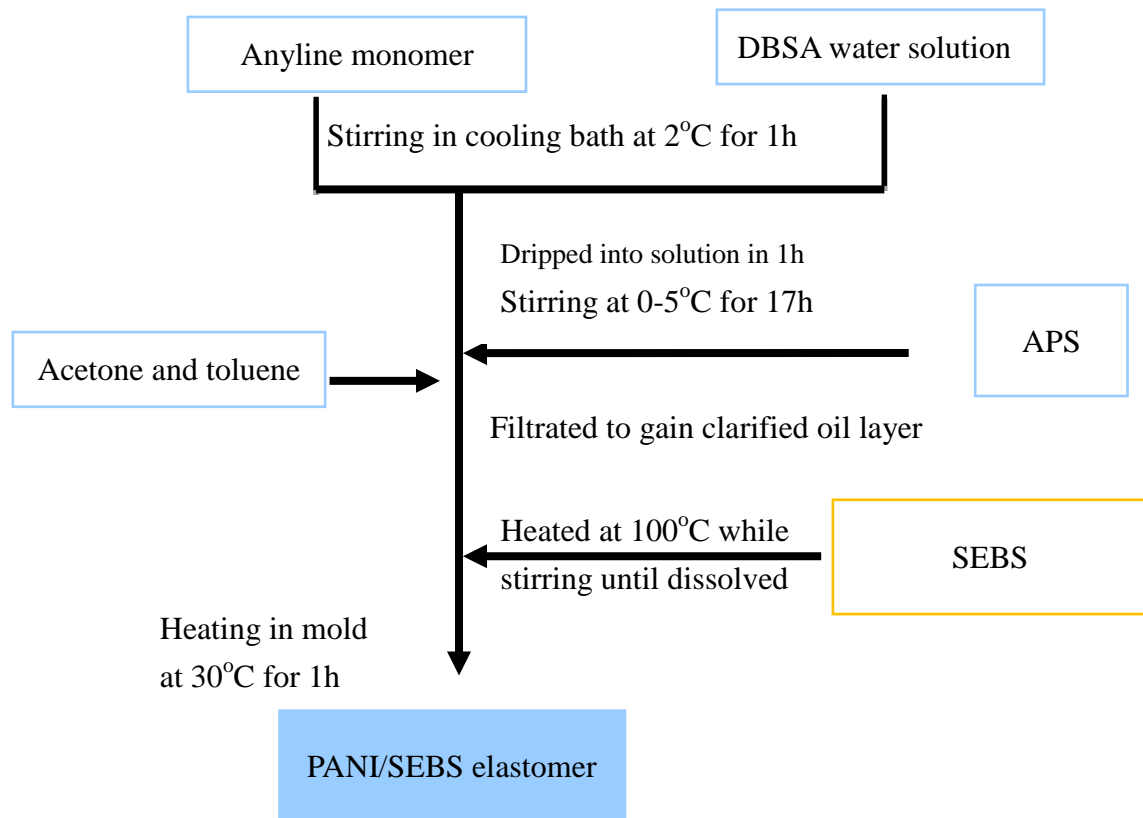 Anyline monomer
DBSA water solution
Stirring in cooling bath at 2°C for 1h
Dripped into solution in 1h
Stirring at 0-5°C for 17h
APS
Acetone and toluene
Filtrated to gain clarified oil layer
Heated at 100°C while
stirring until dissolved
SEBS
Heating in mold
at 30°C for 1h
PANI/SEBS elastomer